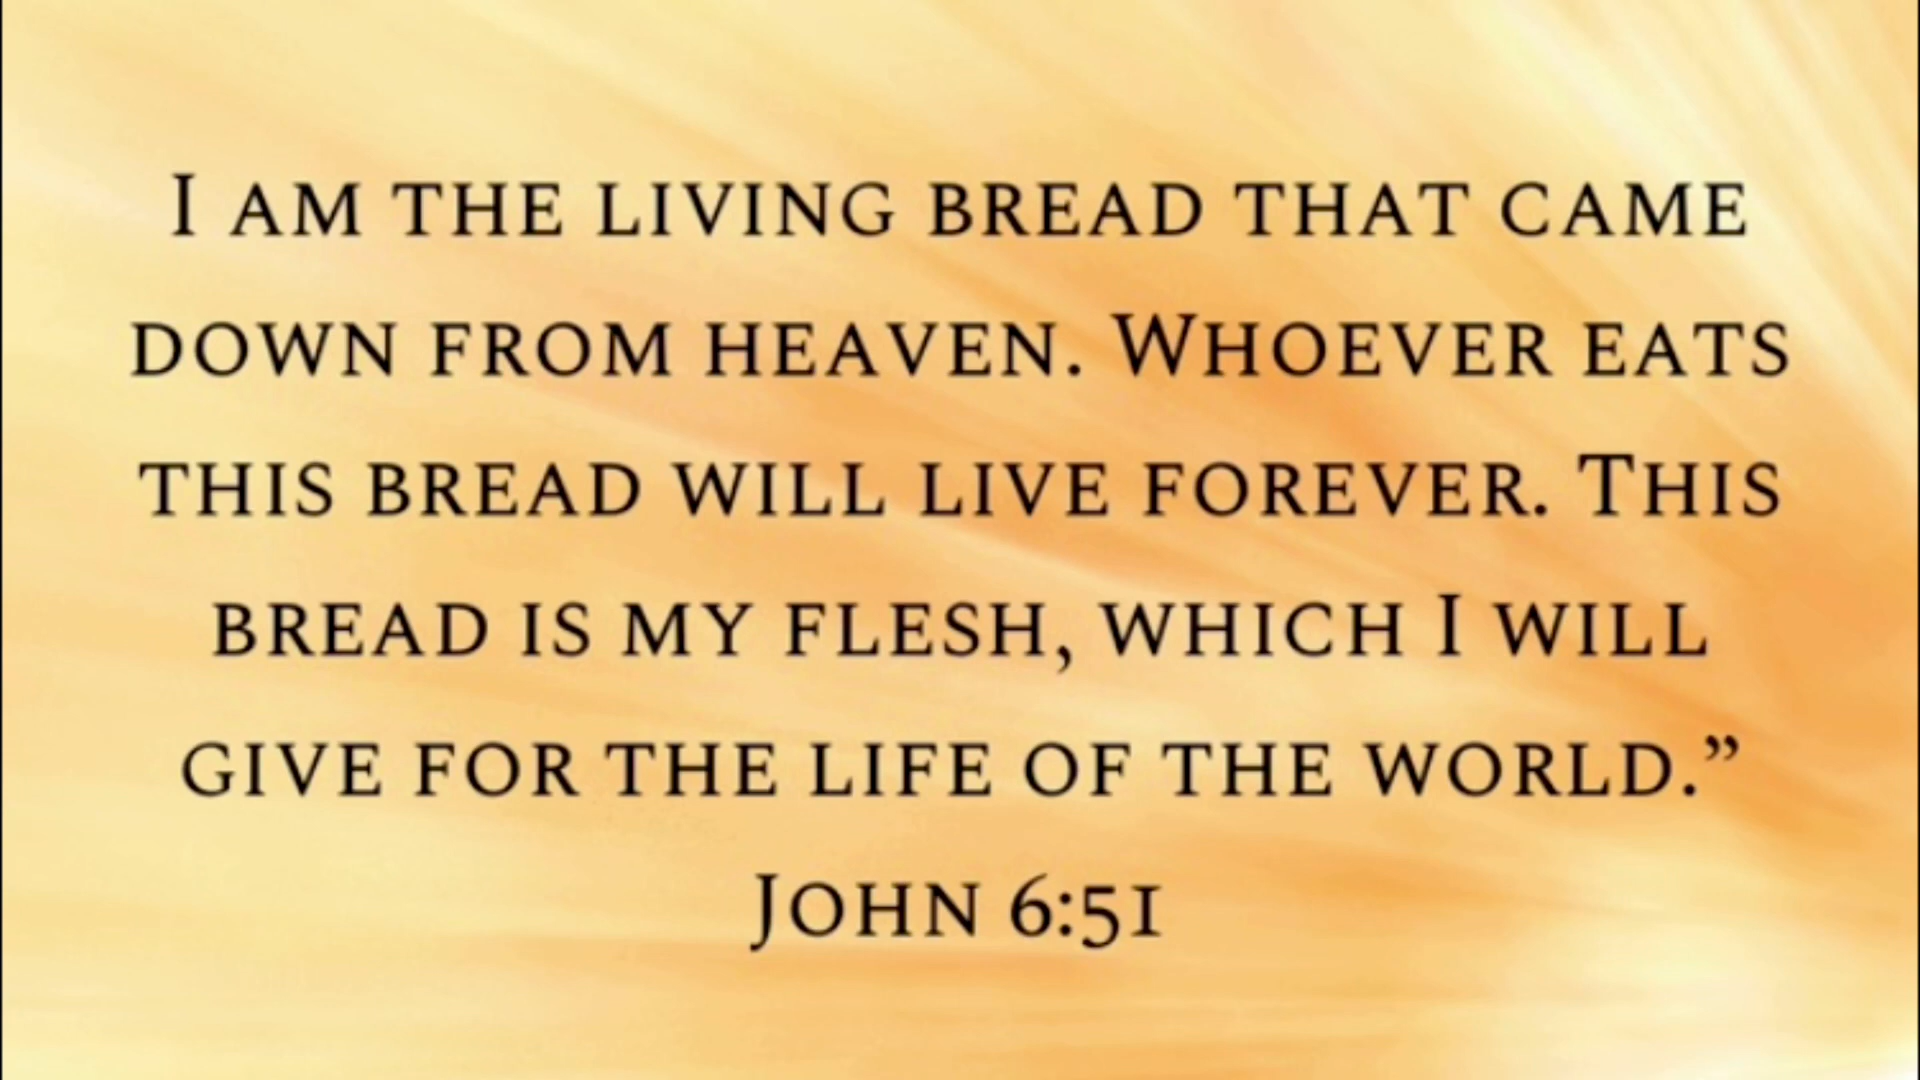 I am the living bread that came
down from heaven. Whoever eats
this bread will live forever. This
bread is my flesh, which I will
give for the life of the world.”
John 6:51